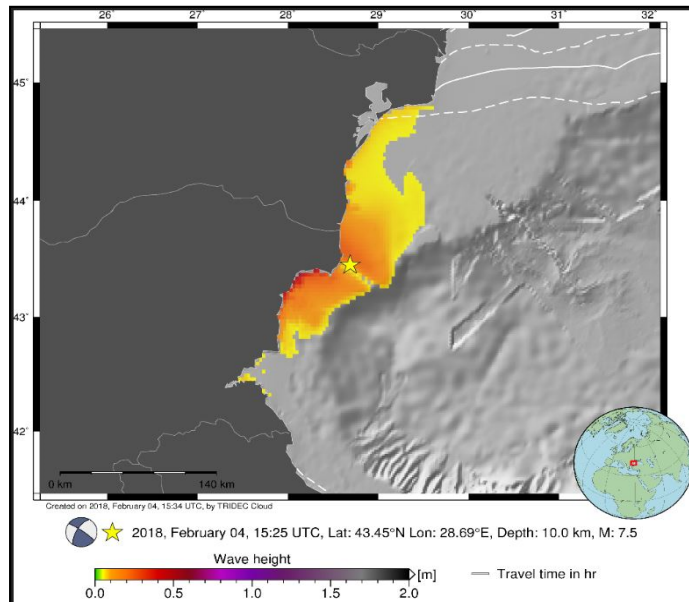 26° 27° 28° 29° 30° 31° 32°
45°
44°
43°
42°
0 km 140 km
Created on 2018, February 04, 15:34 UTC, by TRIDEC Cloud
2018, February 04, 15:25 UTC, Lat: 43.45°N Lon: 28.69°E, Depth: 10.0 km, M: 7.5
Wave height
[m] Travel time in hr
0.0 0.5 1.0 1.5 2.0